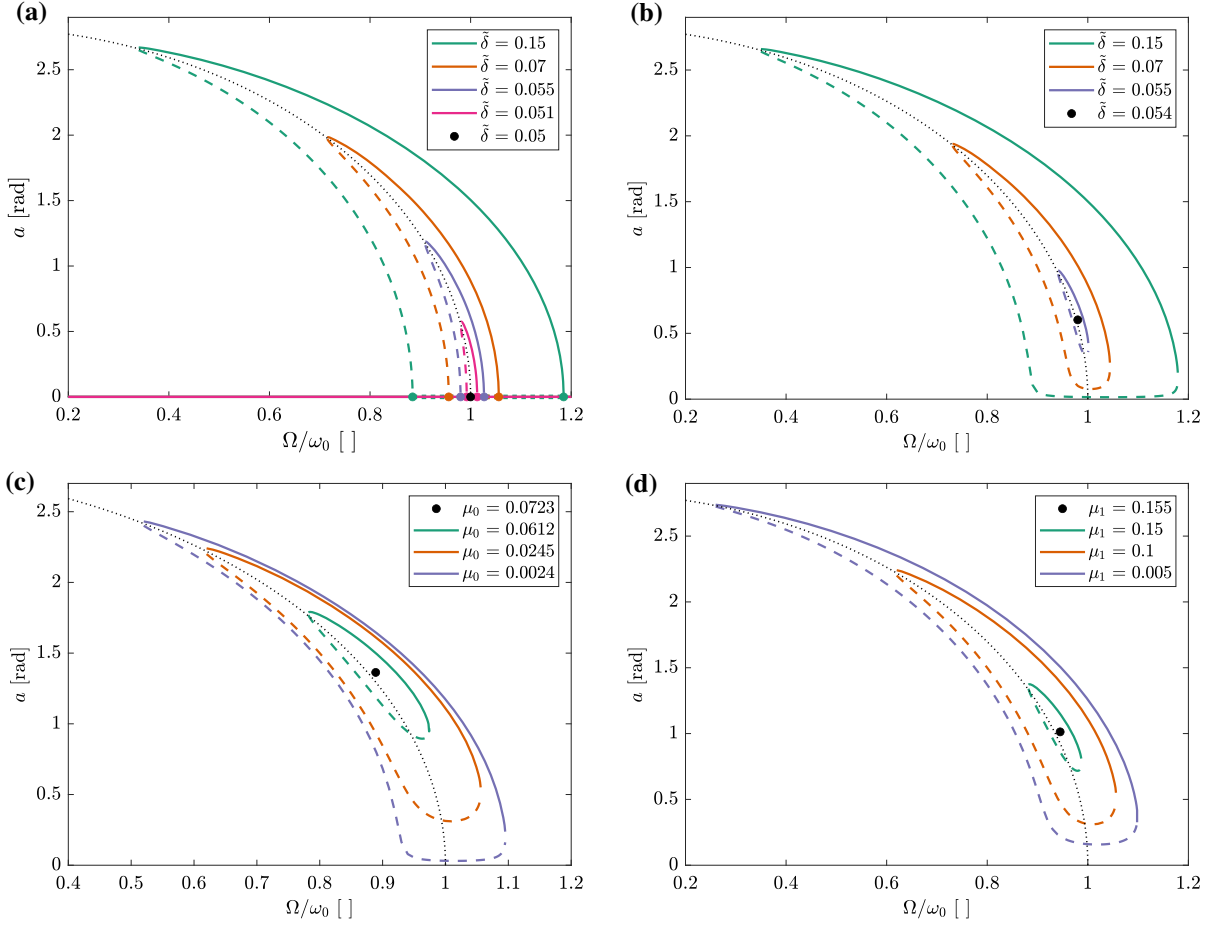 (a)
a [rad]
2.5
2
1.5
1
0.5
0
0.2
0.4
0.6
0.8
1
1.2
Ω/ω₀ [ ]
δ̃ = 0.15
δ̃ = 0.07
δ̃ = 0.055
δ̃ = 0.051
δ̃ = 0.05
(b)
a [rad]
2.5
2
1.5
1
0.5
0
0.2
0.4
0.6
0.8
1
1.2
Ω/ω₀ [ ]
δ̃ = 0.15
δ̃ = 0.07
δ̃ = 0.055
δ̃ = 0.054
(c)
a [rad]
2.5
2
1.5
1
0.5
0
0.4
0.5
0.6
0.7
0.8
0.9
1
1.1
1.2
Ω/ω₀ [ ]
μ₀ = 0.0723
μ₀ = 0.0612
μ₀ = 0.0245
μ₀ = 0.0024
(d)
a [rad]
2.5
2
1.5
1
0.5
0
0.2
0.4
0.6
0.8
1
1.2
Ω/ω₀ [ ]
μ₁ = 0.155
μ₁ = 0.15
μ₁ = 0.1
μ₁ = 0.005